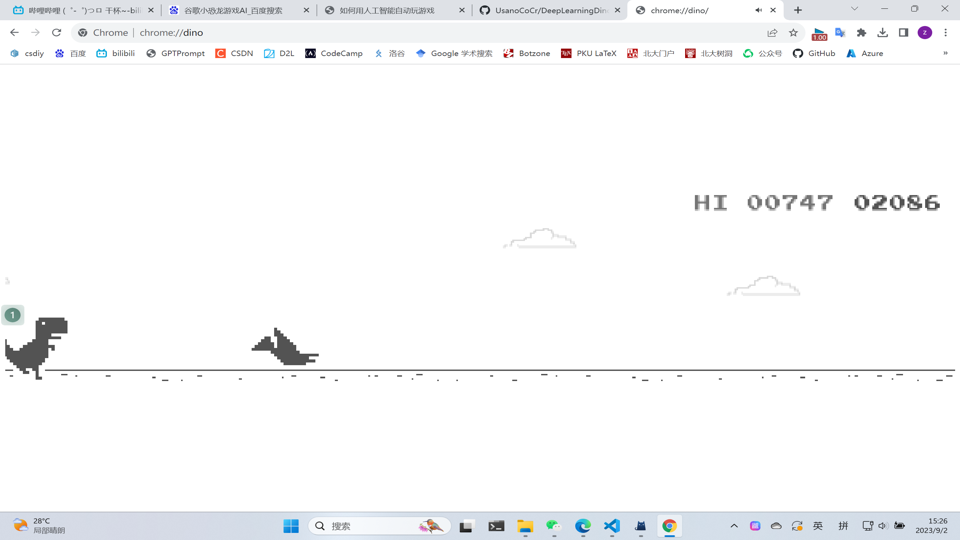 哔哩哔哩 (゜-゜)つロ 干杯~-bili
谷歌小恐龙游戏AI_百度搜索
如何用人工智能自动玩游戏
UsanoCoCr/DeepLearningDin
chrome://dino/
Chrome | chrome://dino
1.00
z
csdiy
百度
bilibili
GPTPrompt
CSDN
D2L
CodeCamp
洛谷
Google 学术搜索
Botzone
PKU LaTeX
北大门户
北大树洞
公众号
GitHub
Azure
»
HI 00747 02086
1
28°C
局部晴朗
搜索
英
拼
15:26
2023/9/2